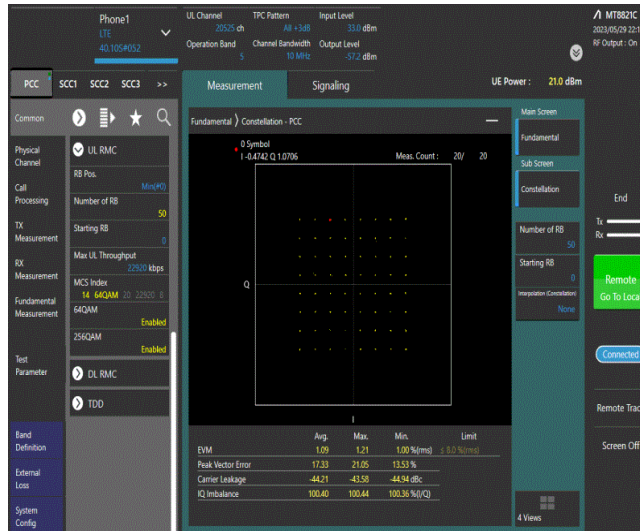 Phone1
LTE
40.10S#052
UL Channel
20525 ch
TPC Pattern
All +3dB
Input Level
33.0 dBm
Operation Band
5
Channel Bandwidth
10 MHz
Output Level
-57.2 dBm
MT8821C
2023/05/29 22:1
RF Output : On
PCC SCC1 SCC2 SCC3 >>
Measurement
Signaling
UE Power : 21.0 dBm
Common
Physical
Channel
Call
Processing
TX
Measurement
RX
Measurement
Fundamental
Measurement
Test
Parameter
Band
Definition
External
Loss
System
Config
UL RMC
RB Pos.
Min(#0)
Number of RB
50
Starting RB
0
Max UL Throughput
22920 kbps
MCS Index
14 64QAM 20 22920 8
64QAM
Enabled
256QAM
Enabled
DL RMC
TDD
Fundamental ⟩ Constellation - PCC
0 Symbol
I -0.4742 Q 1.0706
Meas. Count : 20/ 20
Q
I
Avg. Max. Min. Limit
EVM 1.09 1.21 1.00 %(rms) ≤ 8.0 %(rms)
Peak Vector Error 17.33 21.05 13.53 %
Carrier Leakage -44.21 -43.58 -44.94 dBc
IQ Imbalance 100.40 100.44 100.36 %(I/Q)
Main Screen
Fundamental
Sub Screen
Constellation
Number of RB
50
Starting RB
0
Interpolation (Constellation)
None
4 Views
End
Tx
Rx
Remote
Go To Loca
Connected
Remote Trac
Screen Off